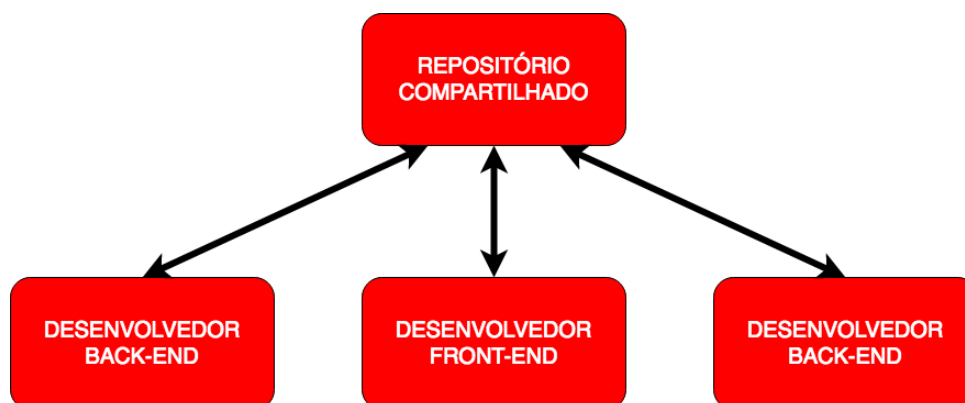 REPOSITÓRIO
COMPARTILHADO
DESENVOLVEDOR
BACK-END
DESENVOLVEDOR
FRONT-END
DESENVOLVEDOR
BACK-END